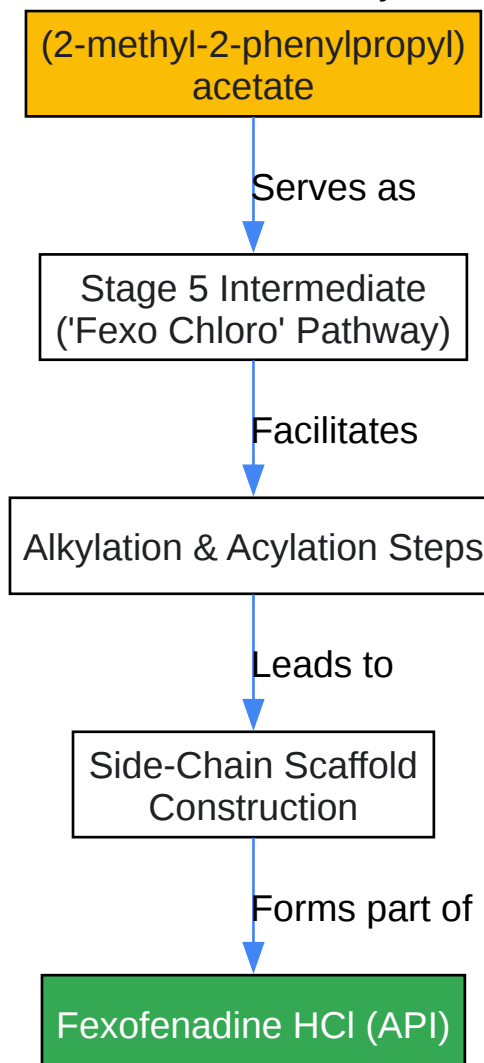 (2-methyl-2-phenylpropyl)
acetate
Serves as
Stage 5 Intermediate
('Fexo Chloro' Pathway)
Facilitates
Alkylation & Acylation Steps
Leads to
Side-Chain Scaffold
Construction
Forms part of
Fexofenadine HCl (API)